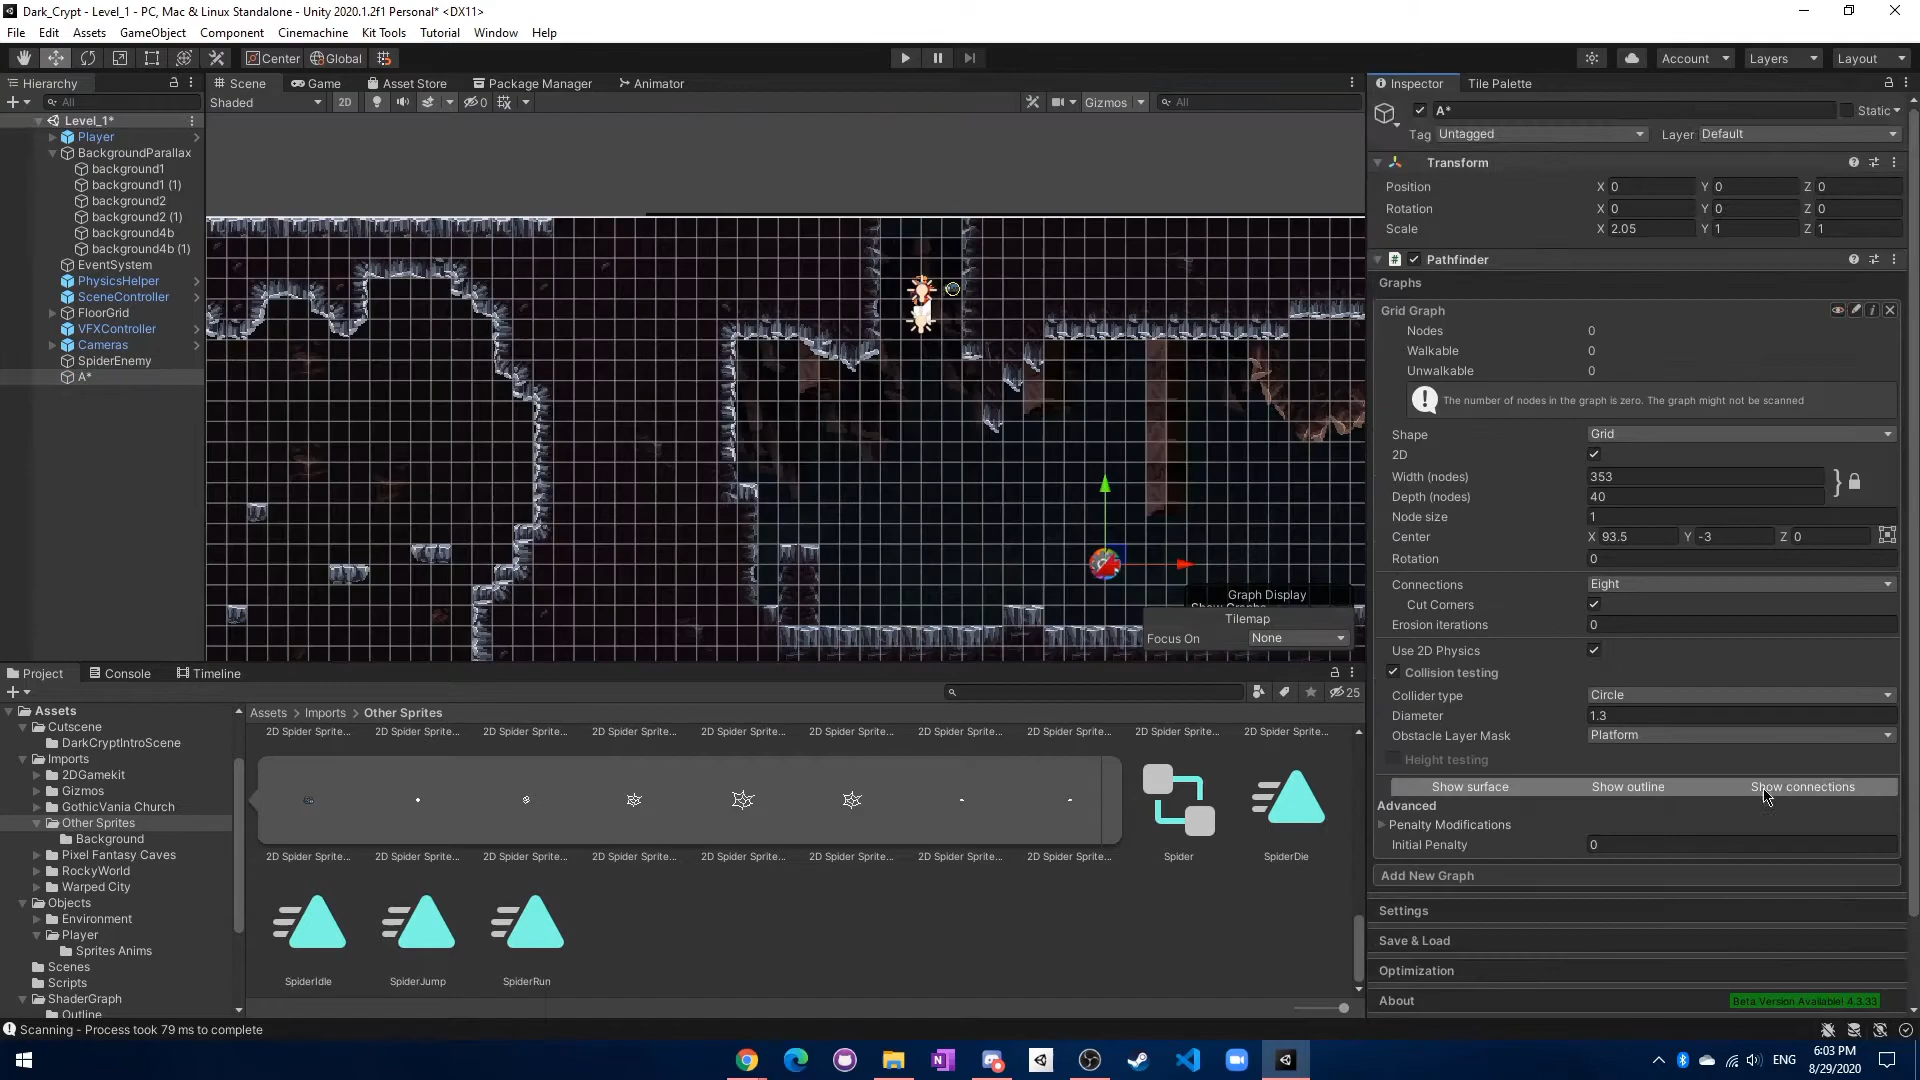 Dark_Crypt - Level_1 - PC, Mac & Linux Standalone - Unity 2020.1.2f1 Personal* <DX11>
File Edit Assets GameObject Component Cinemachine Kit Tools Tutorial Window Help
Center Global Account Layers Layout
Hierarchy Scene Game Asset Store Package Manager Animator Inspector Tile Palette
All Shaded 2D 0 Gizmos All
A* Static
Tag Untagged Layer Default
Level_1*
Player
BackgroundParallax
background1
background1 (1)
background2
background2 (1)
background4b
background4b (1)
EventSystem
PhysicsHelper
SceneController
FloorGrid
VFXController
Cameras
SpiderEnemy
A*
Graph Display
Tilemap
Focus On None
Transform
Position X 0 Y 0 Z 0
Rotation X 0 Y 0 Z 0
Scale X 2.05 Y 1 Z 1
Pathfinder
Graphs
Grid Graph
Nodes 0
Walkable 0
Unwalkable 0
The number of nodes in the graph is zero. The graph might not be scanned
Shape Grid
2D
Width (nodes) 353
Depth (nodes) 40
Node size 1
Center X 93.5 Y -3 Z 0
Rotation 0
Connections Eight
Cut Corners
Erosion iterations 0
Use 2D Physics
Collision testing
Collider type Circle
Diameter 1.3
Obstacle Layer Mask Platform
Height testing
Show surface Show outline Show connections
Advanced
Penalty Modifications
Initial Penalty 0
Add New Graph
Settings
Save & Load
Optimization
About Beta Version Available! 4.3.33
Project Console Timeline
25
Assets
Cutscene
DarkCryptIntroScene
Imports
2DGamekit
Gizmos
GothicVania Church
Other Sprites
Background
Pixel Fantasy Caves
RockyWorld
Warped City
Objects
Environment
Player
Sprites Anims
Scenes
Scripts
ShaderGraph
Outline
Assets > Imports > Other Sprites
2D Spider Sprite... 2D Spider Sprite... 2D Spider Sprite... 2D Spider Sprite... 2D Spider Sprite... 2D Spider Sprite... 2D Spider Sprite... 2D Spider Sprite... 2D Spider Sprite... 2D Spider Sprite...
2D Spider Sprite... 2D Spider Sprite... 2D Spider Sprite... 2D Spider Sprite... 2D Spider Sprite... 2D Spider Sprite... 2D Spider Sprite... 2D Spider Sprite... Spider SpiderDie
SpiderIdle SpiderJump SpiderRun
Scanning - Process took 79 ms to complete
ENG 6:03 PM
8/29/2020